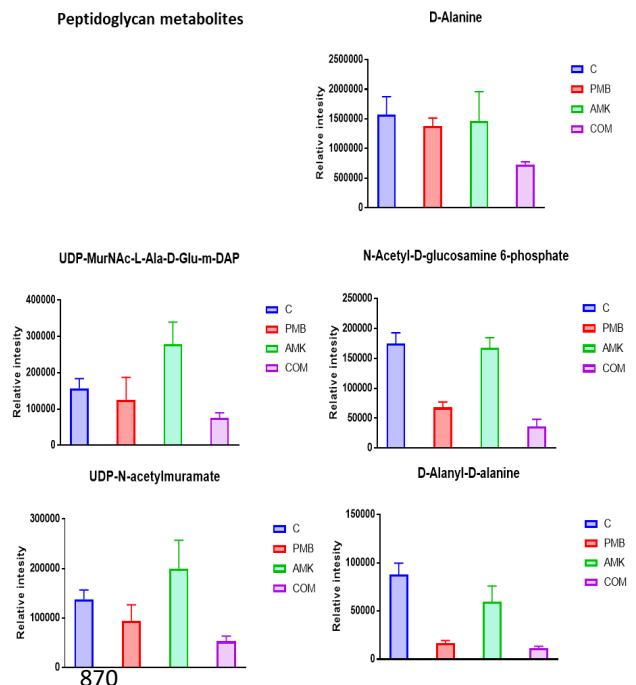 Peptidoglycan metabolites
D-Alanine
Relative intesity
2500000
2000000
1500000
1000000
500000
0
C
PMB
AMK
COM
UDP-MurNAc-L-Ala-D-Glu-m-DAP
Relative intesity
400000
300000
200000
100000
0
C
PMB
AMK
COM
N-Acetyl-D-glucosamine 6-phosphate
Relative intesity
250000
200000
150000
100000
50000
0
C
PMB
AMK
COM
UDP-N-acetylmuramate
Relative intesity
300000
200000
100000
0
C
PMB
AMK
COM
D-Alanyl-D-alanine
Relative intesity
150000
100000
50000
0
C
PMB
AMK
COM
870